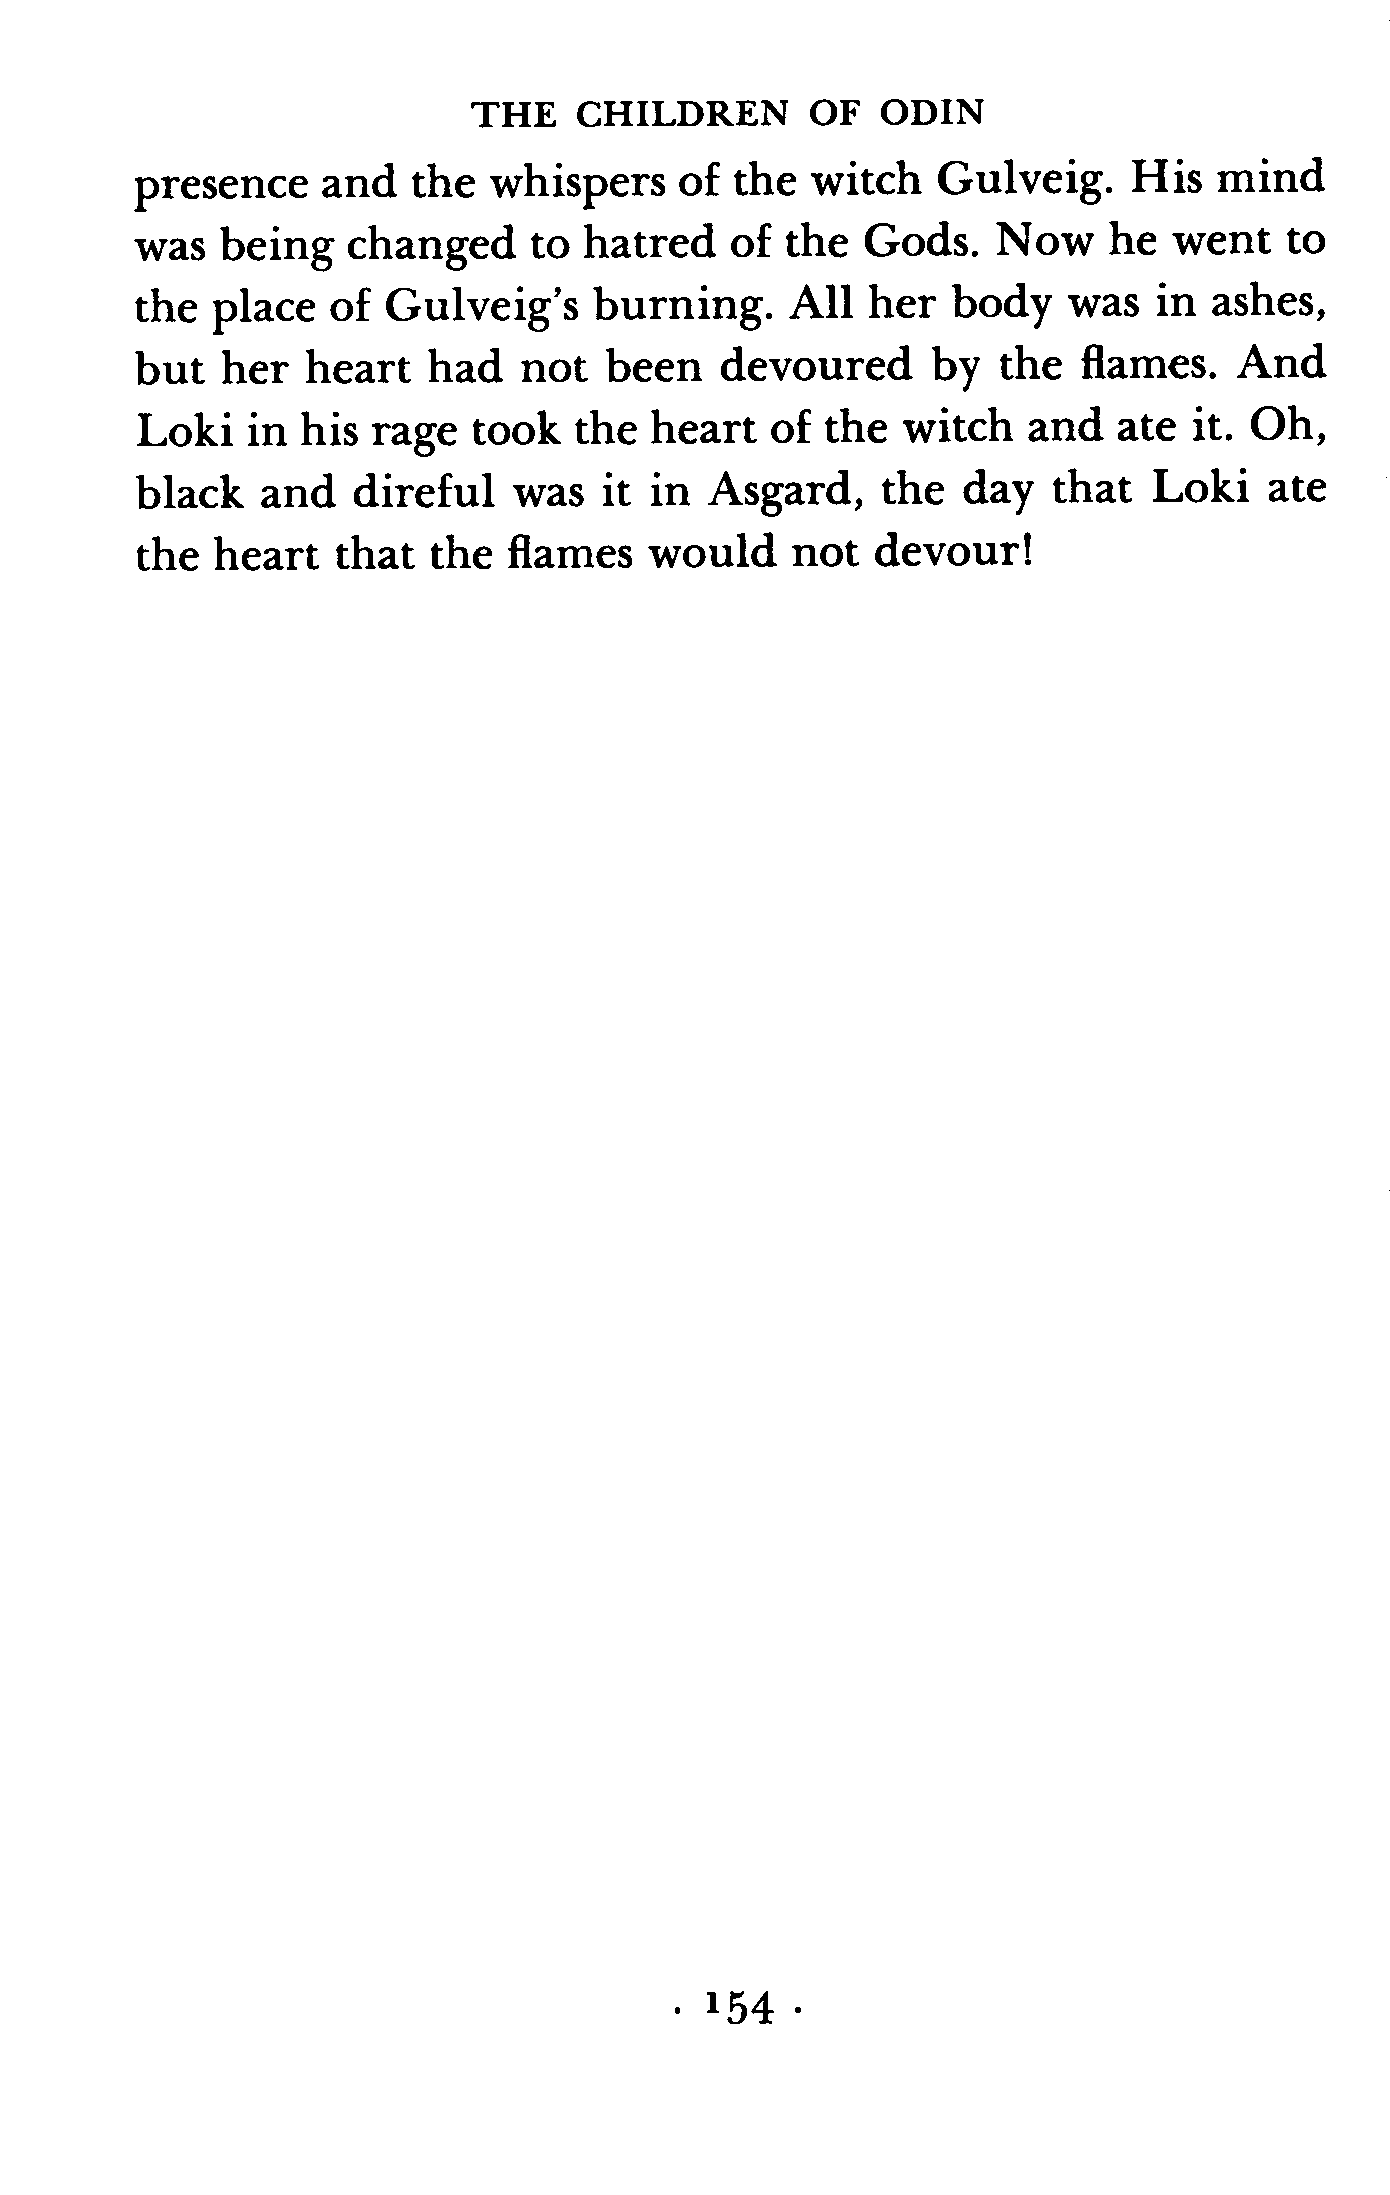 THE CHILDREN OF ODIN
presence and the whispers of the witch Gulveig. His mind
was being changed to hatred of the Gods. Now he went to
the place of Gulveig's burning. All her body was in ashes,
but her heart had not been devoured by the flames. And
Loki in his rage took the heart of the witch and ate it. Oh,
black and direful was it in Asgard, the day that Loki ate
the heart that the flames would not devour!
· 154 ·